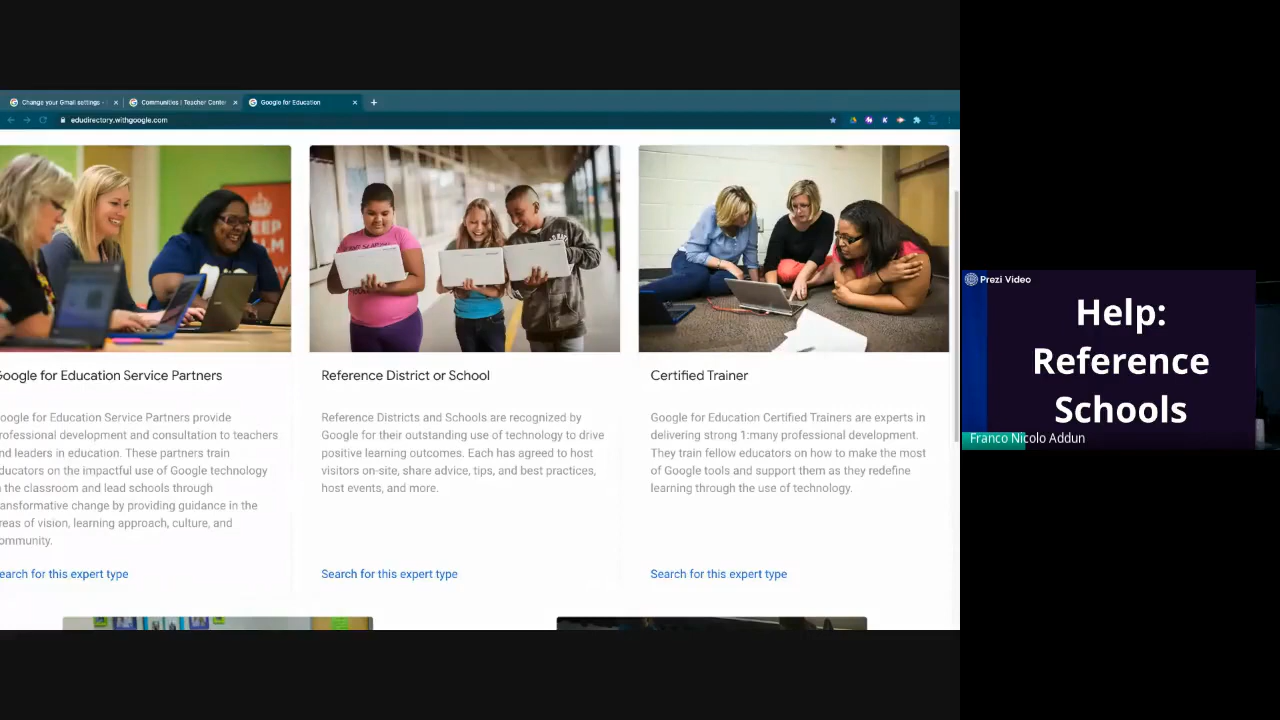 Change your Gmail settings -
Communities | Teacher Center
Google for Education
edudirectory.withgoogle.com
Google for Education Service Partners
oogle for Education Service Partners provide
rofessional development and consultation to teachers
nd leaders in education. These partners train
ducators on the impactful use of Google technology
the classroom and lead schools through
ansformative change by providing guidance in the
reas of vision, learning approach, culture, and
ommunity.
earch for this expert type
Reference District or School
Reference Districts and Schools are recognized by
Google for their outstanding use of technology to drive
positive learning outcomes. Each has agreed to host
visitors on-site, share advice, tips, and best practices,
host events, and more.
Search for this expert type
Certified Trainer
Google for Education Certified Trainers are experts in
delivering strong 1:many professional development.
They train fellow educators on how to make the most
of Google tools and support them as they redefine
learning through the use of technology.
Search for this expert type
Prezi Video
Help:
Reference
Schools
Franco Nicolo Addun